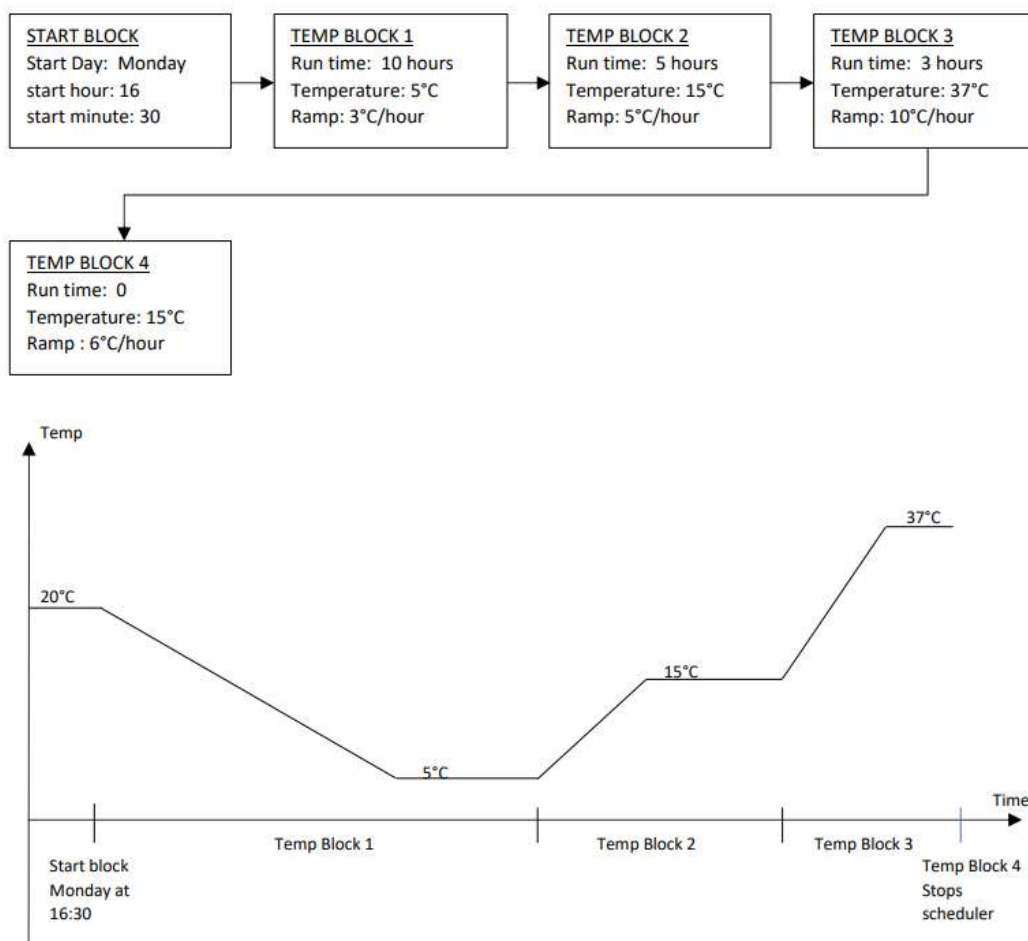 START BLOCK
Start Day: Monday
start hour: 16
start minute: 30
TEMP BLOCK 1
Run time: 10 hours
Temperature: 5°C
Ramp: 3°C/hour
TEMP BLOCK 2
Run time: 5 hours
Temperature: 15°C
Ramp: 5°C/hour
TEMP BLOCK 3
Run time: 3 hours
Temperature: 37°C
Ramp: 10°C/hour
TEMP BLOCK 4
Run time: 0
Temperature: 15°C
Ramp : 6°C/hour
Temp
37°C
20°C
15°C
5°C
Time
Temp Block 1
Temp Block 2
Temp Block 3
Start block
Monday at
16:30
Temp Block 4
Stops
scheduler